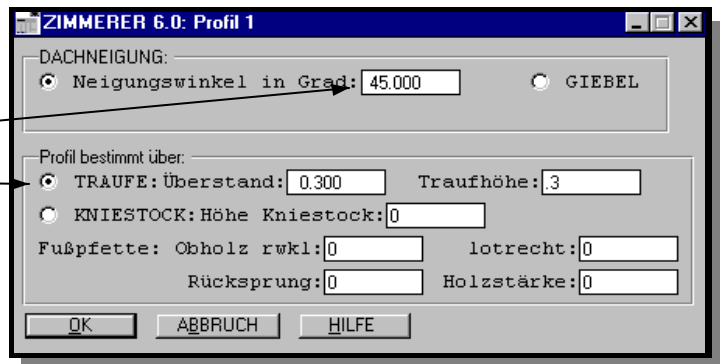 ZIMMERER 6.0: Profil 1
DACHNEIGUNG:
Neigungswinkel in Grad: 45.000 GIEBEL
Profil bestimmt über:
TRAUFE: Überstand: 0.300 Traufhöhe: .3
KNIESTOCK: Höhe Kniestock: 0
Fußpfette: Obholz rwkl: 0 lotrecht: 0
Rücksprung: 0 Holzstärke: 0
OK ABBRUCH HILFE